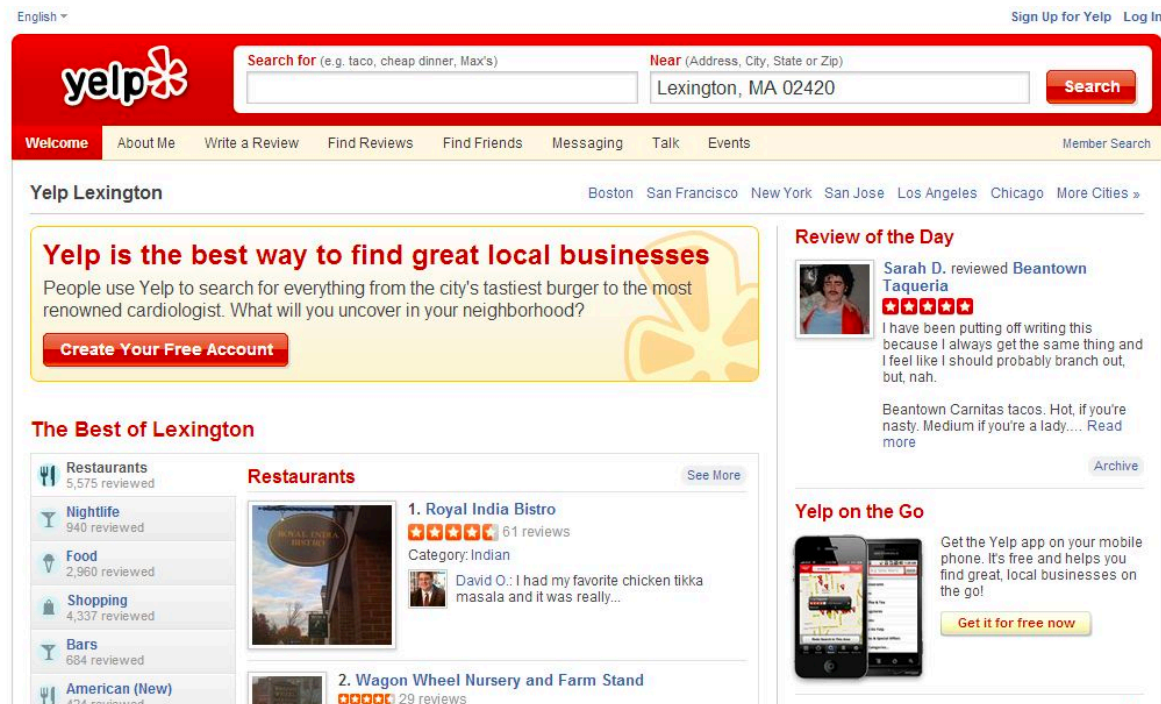 English
Sign Up for Yelp Log In
yelp
Search for (e.g. taco, cheap dinner, Max's)
Near (Address, City, State or Zip)
Lexington, MA 02420
Search
Welcome About Me Write a Review Find Reviews Find Friends Messaging Talk Events Member Search
Yelp Lexington
Boston San Francisco New York San Jose Los Angeles Chicago More Cities »
Yelp is the best way to find great local businesses
People use Yelp to search for everything from the city's tastiest burger to the most
renowned cardiologist. What will you uncover in your neighborhood?
Create Your Free Account
The Best of Lexington
Restaurants
5,575 reviewed
Nightlife
940 reviewed
Food
2,960 reviewed
Shopping
4,337 reviewed
Bars
684 reviewed
American (New)
Restaurants
See More
ROYAL INDIA
BISTRO
1. Royal India Bistro
61 reviews
Category: Indian
David O.: I had my favorite chicken tikka
masala and it was really...
2. Wagon Wheel Nursery and Farm Stand
29 reviews
Review of the Day
Sarah D. reviewed Beantown
Taqueria
I have been putting off writing this
because I always get the same thing and
I feel like I should probably branch out,
but, nah.
Beantown Carnitas tacos. Hot, if you're
nasty. Medium if you're a lady.... Read
more
Archive
Yelp on the Go
Get the Yelp app on your mobile
phone. It's free and helps you
find great, local businesses on
the go!
Get it for free now